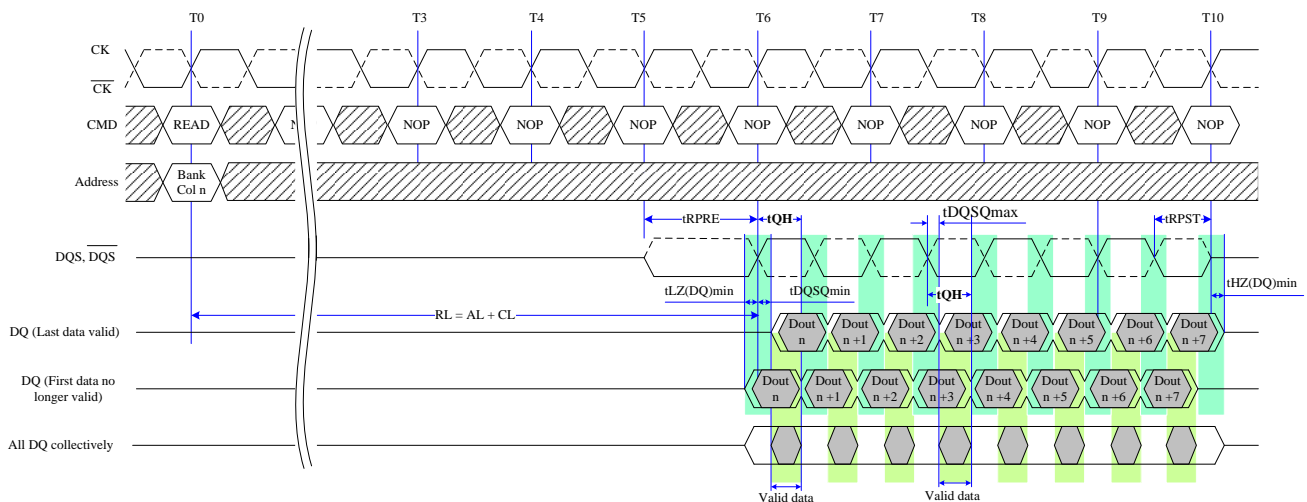 T0 T3 T4 T5 T6 T7 T8 T9 T10
CK
CK
CMD READ NOP NOP NOP NOP NOP NOP NOP NOP
Address Bank
Col n
tRPRE tQH tDQSQmax tRPST
DQS, DQS
tLZ(DQ)min tDQSQmin tQH tHZ(DQ)min
RL = AL + CL
DQ (Last data valid) Dout Dout Dout Dout Dout Dout Dout Dout
n n +1 n +2 n +3 n +4 n +5 n +6 n +7
DQ (First data no Dout Dout Dout Dout Dout Dout Dout Dout
longer valid) n n +1 n +2 n +3 n +4 n +5 n +6 n +7
All DQ collectively
Valid data Valid data